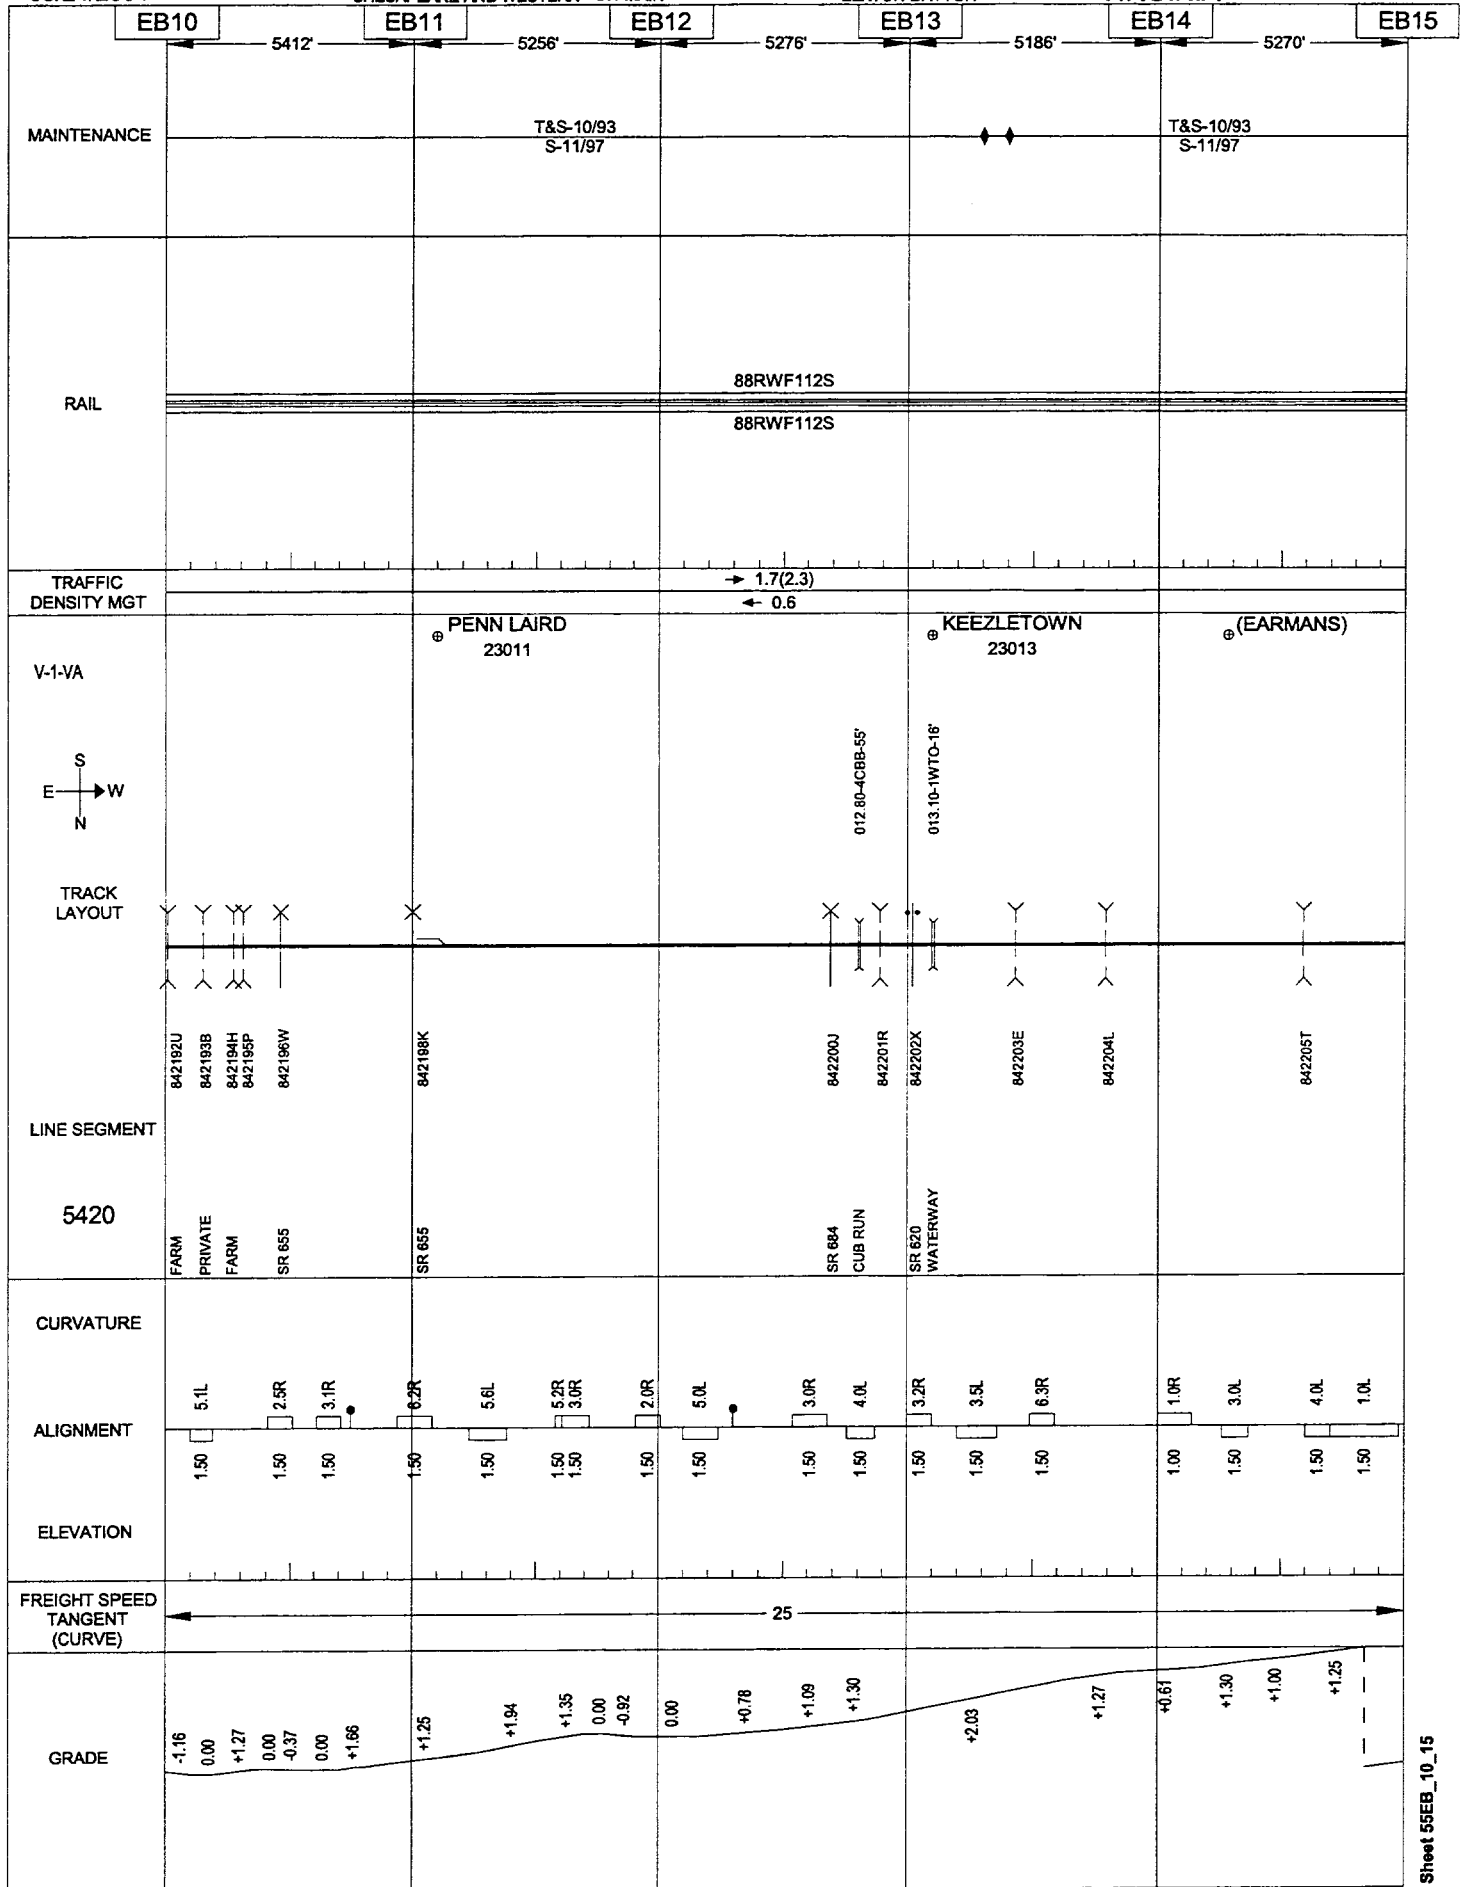 EB10
EB11
EB12
EB13
EB14
EB15
5412'
5256'
5276'
5186'
5270'
MAINTENANCE
T&S-10/93
S-11/97
T&S-10/93
S-11/97
RAIL
88RWF112S
88RWF112S
TRAFFIC
DENSITY MGT
→ 1.7(2.3)
← 0.6
PENN LAIRD
23011
KEEZLETOWN
23013
(EARMANS)
V-1-VA
S
E
W
N
012.80-4CBB-55'
013.10-1WTO-16'
TRACK
LAYOUT
842192U
842193B
842194H
842195P
842196W
842198K
842200J
842201R
842202X
842203E
842204L
842205T
LINE SEGMENT
5420
FARM
PRIVATE
FARM
SR 655
SR 655
SR 684
CUB RUN
SR 620
WATERWAY
CURVATURE
5.1L
2.5R
3.1R
6.2R
5.6L
5.2R
3.0R
2.0R
5.0L
3.0R
4.0L
3.2R
3.5L
6.3R
1.0R
3.0L
4.0L
1.0L
ALIGNMENT
1.50
1.50
1.50
1.50
1.50
1.50
1.50
1.50
1.50
1.50
1.50
1.50
1.50
1.50
1.00
1.50
1.50
1.50
ELEVATION
FREIGHT SPEED
TANGENT
(CURVE)
25
GRADE
-1.16
0.00
+1.27
0.00
-0.37
0.00
+1.66
+1.25
+1.94
+1.35
0.00
-0.92
0.00
+0.78
+1.09
+1.30
+2.03
+1.27
+0.61
+1.30
+1.00
+1.25
Sheet 55EB_10_15